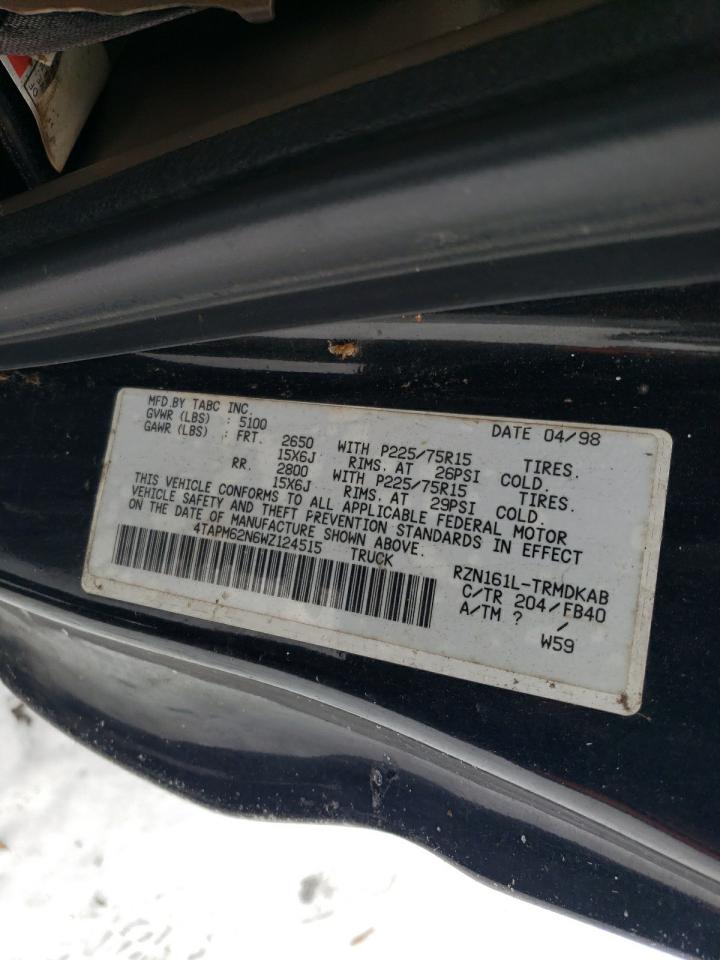 MFD.BY TABC INC. DATE 04/98
GVWR (LBS) : 5100
GAWR (LBS) : FRT. 2650 WITH P225/75R15 TIRES.
15X6J RIMS. AT 26PSI COLD.
RR. 2800 WITH P225/75R15 TIRES.
15X6J RIMS. AT 29PSI COLD.
THIS VEHICLE CONFORMS TO ALL APPLICABLE FEDERAL MOTOR
VEHICLE SAFETY AND THEFT PREVENTION STANDARDS IN EFFECT
ON THE DATE OF MANUFACTURE SHOWN ABOVE.
4TAPM62N6WZ124515 TRUCK
RZN161L-TRMDKAB
C/TR 204/FB40
A/TM ? /
W59